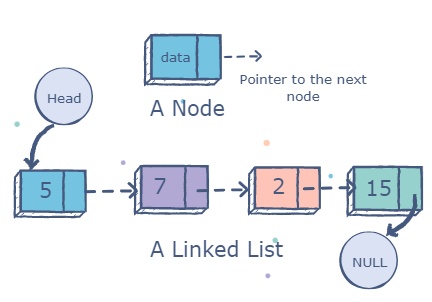 data
Pointer to the next
node
A Node
Head
5
7
2
15
A Linked List
NULL